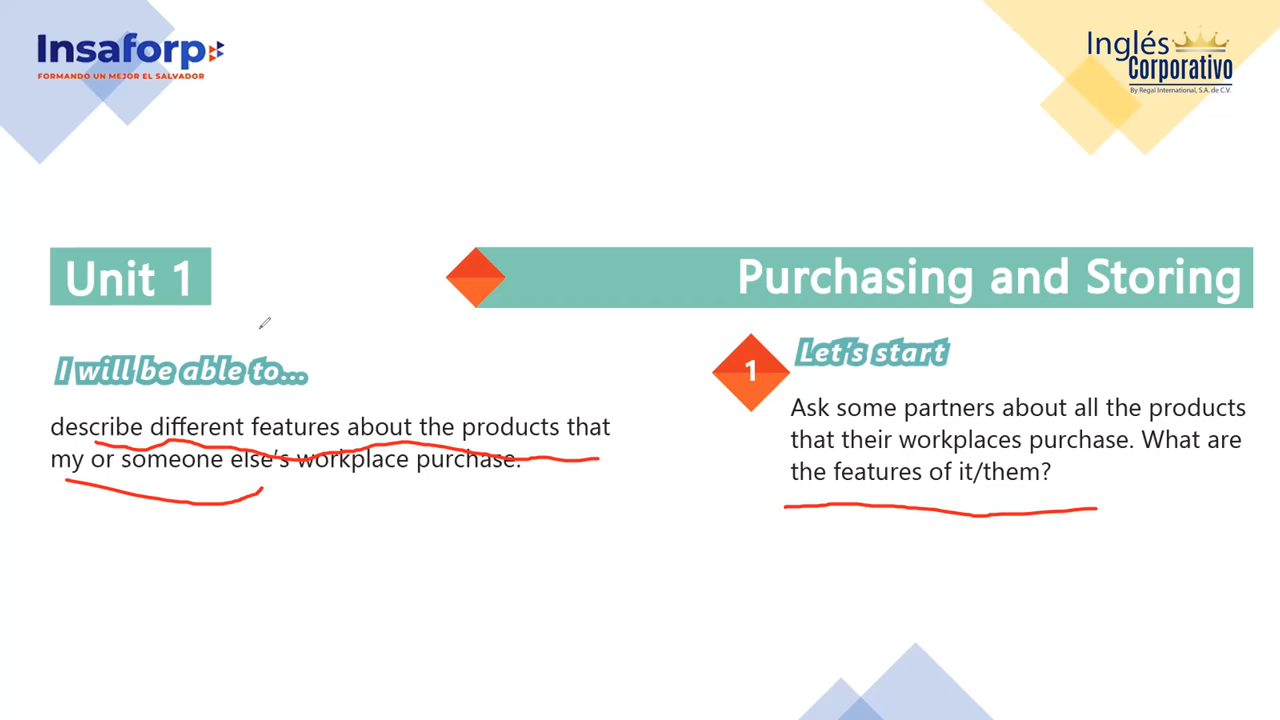 Insaforp
FORMANDO UN MEJOR EL SALVADOR
Inglés
Corporativo
By Regal International, S.A. de C.V.
Unit 1
Purchasing and Storing
I will be able to...
describe different features about the products that
my or someone else's workplace purchase.
1
Let's start
Ask some partners about all the products
that their workplaces purchase. What are
the features of it/them?